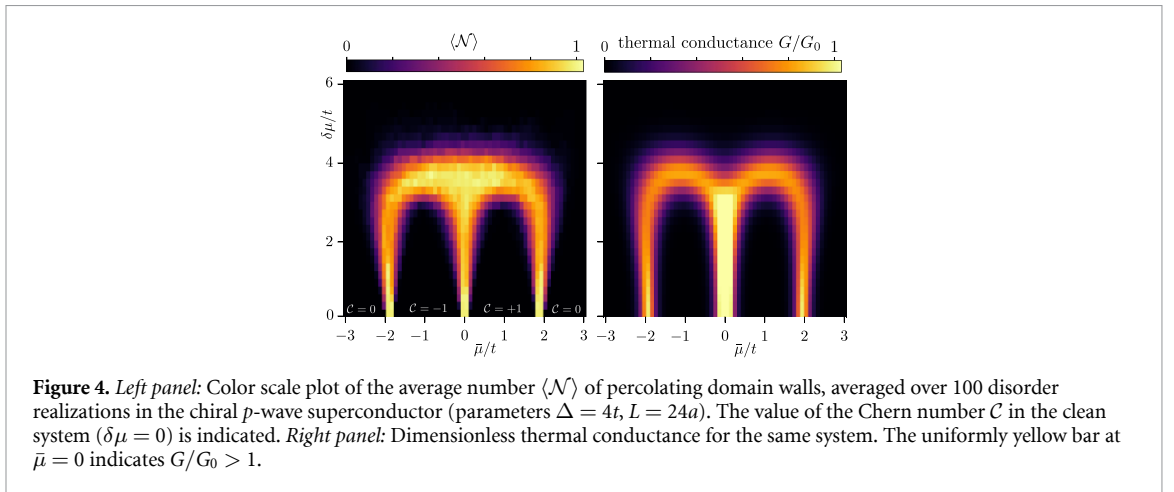 0 ⟨𝒩⟩ 1
0 thermal conductance G/G₀ 1
6
4
2
0
δμ/t
𝒞 = 0 𝒞 = −1 𝒞 = +1 𝒞 = 0
−3 −2 −1 0 1 2 3
μ̄/t
−3 −2 −1 0 1 2 3
μ̄/t
Figure 4. Left panel: Color scale plot of the average number ⟨𝒩⟩ of percolating domain walls, averaged over 100 disorder
realizations in the chiral p-wave superconductor (parameters Δ = 4t, L = 24a). The value of the Chern number 𝒞 in the clean
system (δμ = 0) is indicated. Right panel: Dimensionless thermal conductance for the same system. The uniformly yellow bar at
μ̄ = 0 indicates G/G₀ > 1.